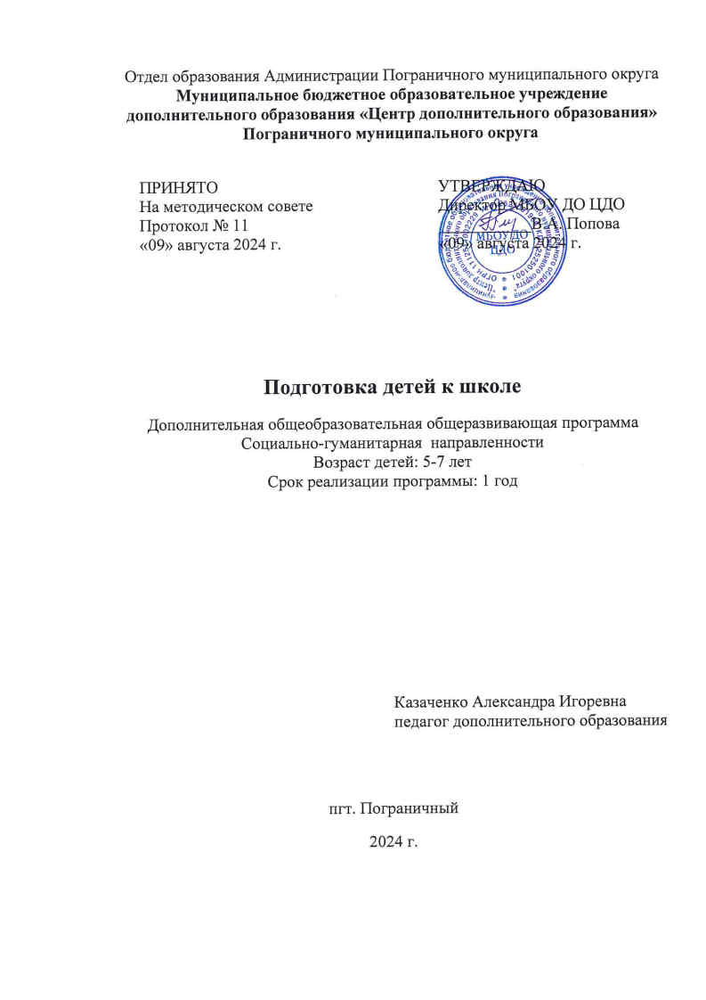 Отдел образования Администрации Пограничного муниципального округа
Муниципальное бюджетное образовательное учреждение
дополнительного образования «Центр дополнительного образования»
Пограничного муниципального округа
ПРИНЯТО
На методическом совете
Протокол № 11
«09» августа 2024 г.
УТВЕРЖДАЮ
Директор МБОУ ДО ЦДО
В.А. Попова
«09» августа 2024 г.
МБОУ ДО
ЦДО
Подготовка детей к школе
Дополнительная общеобразовательная общеразвивающая программа
Социально-гуманитарная  направленности
Возраст детей: 5-7 лет
Срок реализации программы: 1 год
Казаченко Александра Игоревна
педагог дополнительного образования
пгт. Пограничный
2024 г.